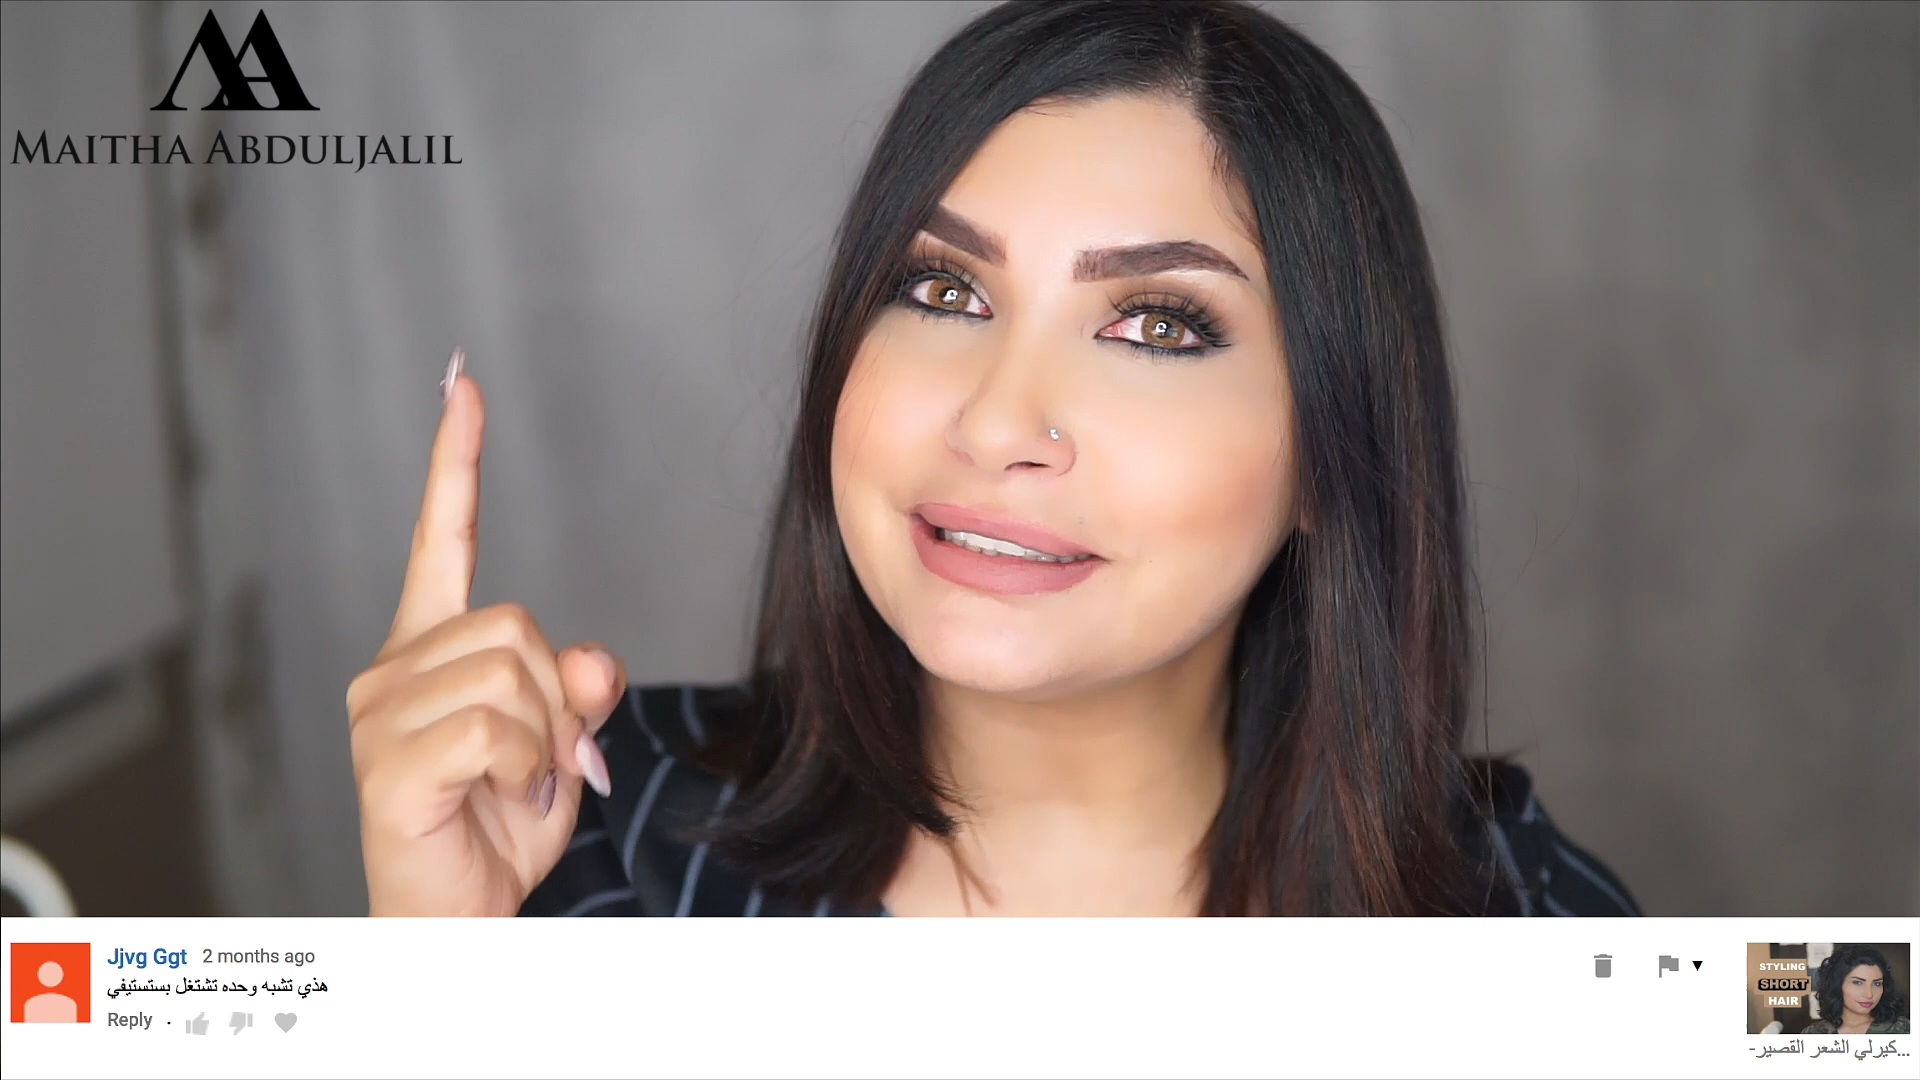 MAITHA ABDULJALIL
Jjvg Ggt 2 months ago
هذي تشبه وحده تشتغل بستستيفي
Reply .
STYLING
SHORT
HAIR
كيرلي الشعر القصير-...